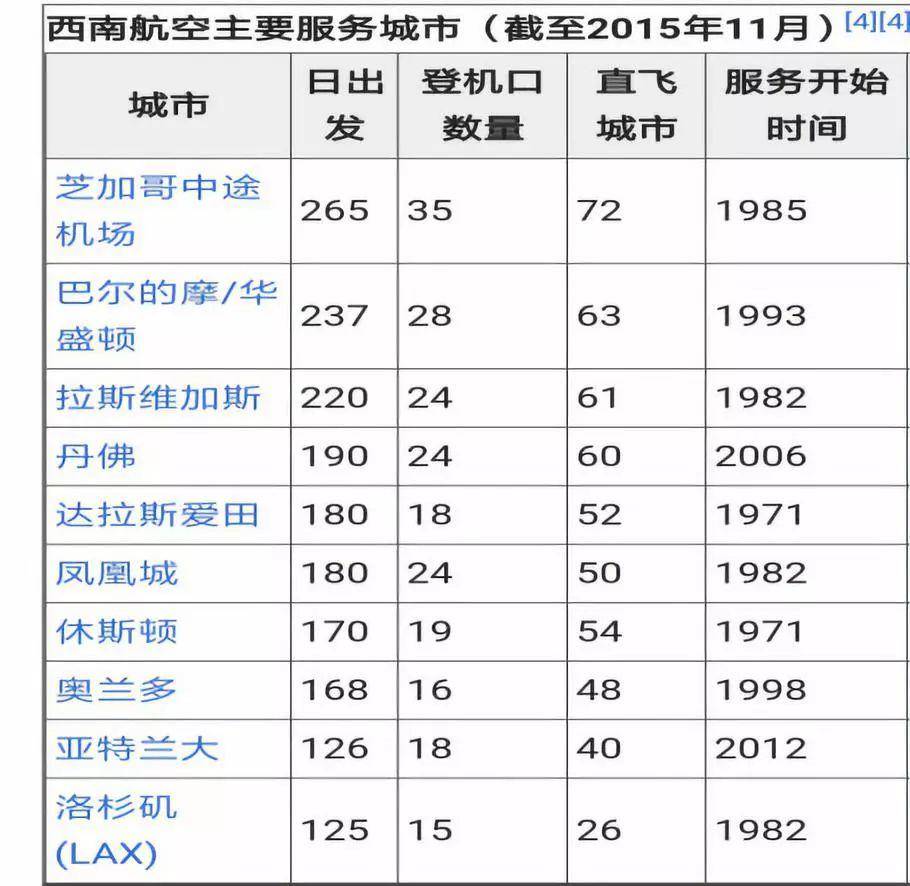 西南航空主要服务城市（截至2015年11月）[4][4]
城市 日出发 登机口数量 直飞城市 服务开始时间
芝加哥中途机场 265 35 72 1985
巴尔的摩/华盛顿 237 28 63 1993
拉斯维加斯 220 24 61 1982
丹佛 190 24 60 2006
达拉斯爱田 180 18 52 1971
凤凰城 180 24 50 1982
休斯顿 170 19 54 1971
奥兰多 168 16 48 1998
亚特兰大 126 18 40 2012
洛杉矶(LAX) 125 15 26 1982